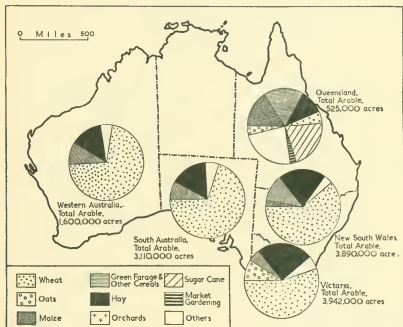 0 Miles 500
Queensland,
Total Arable,
525,000 acres
Western Australia,
Total Arable,
1,600,000 acres
South Australia,
Total Arable,
3,110,000 acres
New South Wales,
Total Arable,
3,890,000 acres
Victoria,
Total Arable,
3,942,000 acres
Wheat
Green Forage &
Other Cereals
Sugar Cane
Oats
Hay
Market
Gardening
Maize
Orchards
Others